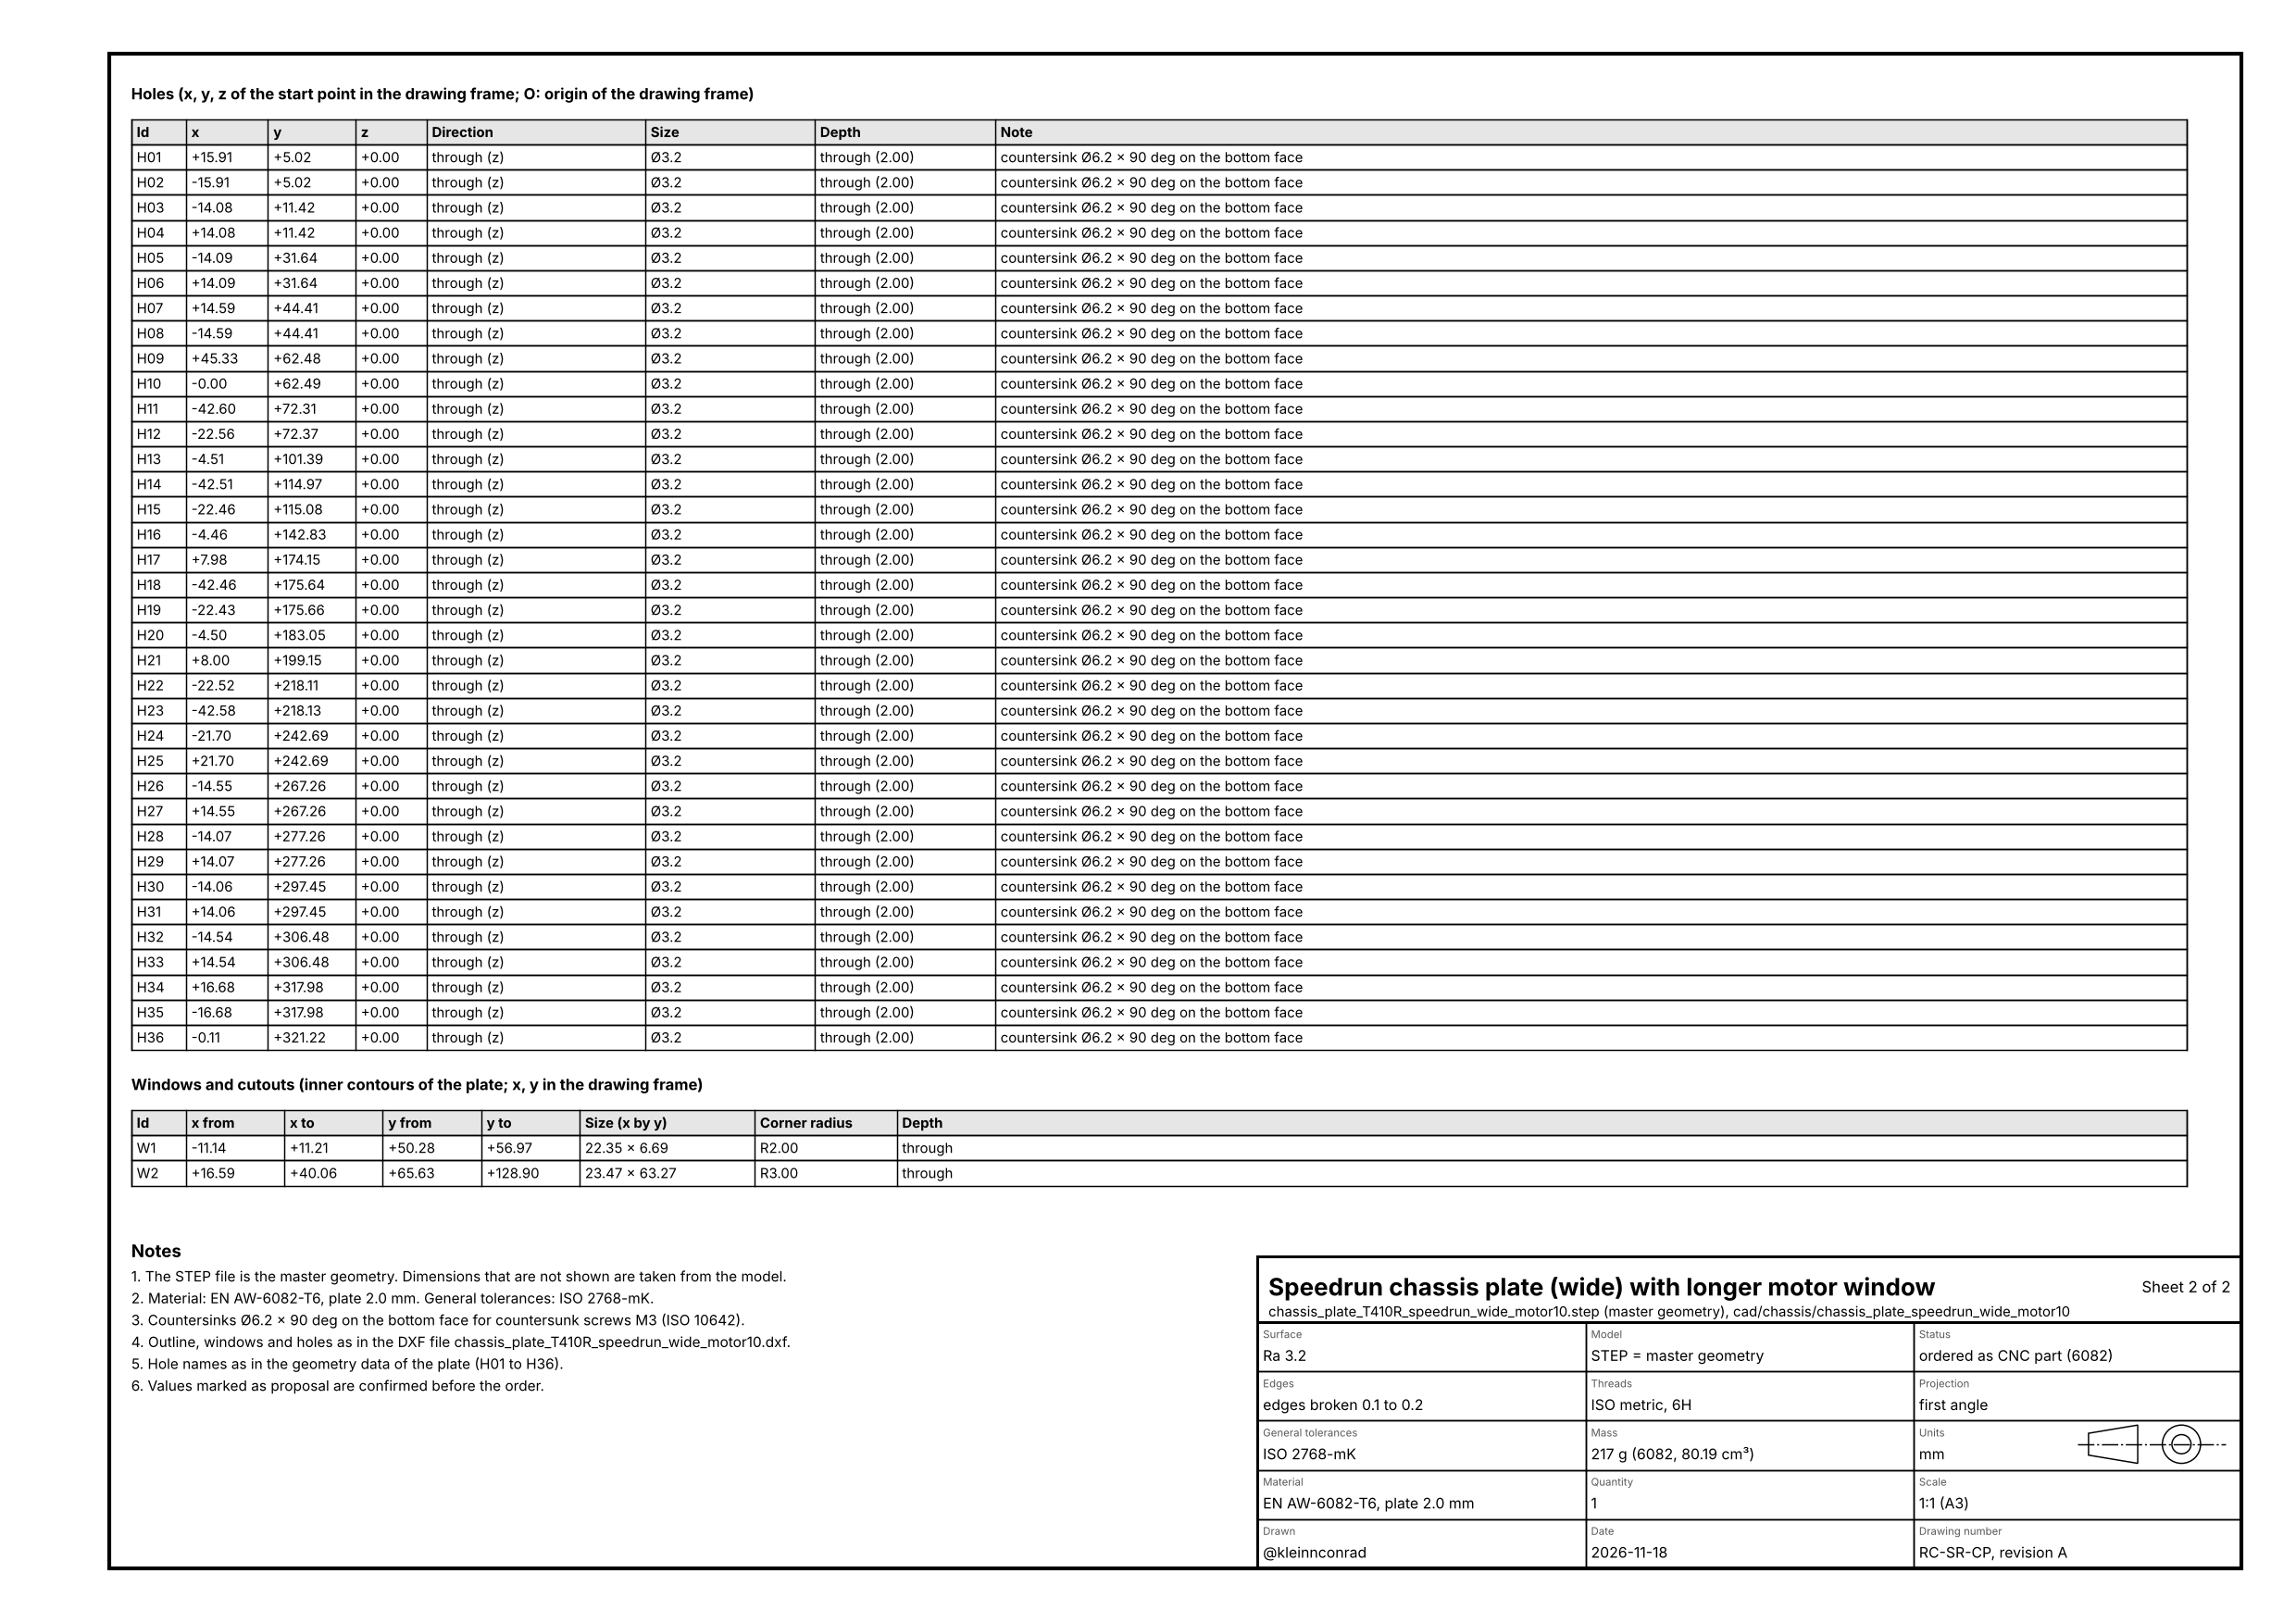 Holes (x, y, z of the start point in the drawing frame; O: origin of the drawing frame)
Id x y z Direction Size Depth Note
H01 +15.91 +5.02 +0.00 through (z) Ø3.2 through (2.00) countersink Ø6.2 × 90 deg on the bottom face
H02 -15.91 +5.02 +0.00 through (z) Ø3.2 through (2.00) countersink Ø6.2 × 90 deg on the bottom face
H03 -14.08 +11.42 +0.00 through (z) Ø3.2 through (2.00) countersink Ø6.2 × 90 deg on the bottom face
H04 +14.08 +11.42 +0.00 through (z) Ø3.2 through (2.00) countersink Ø6.2 × 90 deg on the bottom face
H05 -14.09 +31.64 +0.00 through (z) Ø3.2 through (2.00) countersink Ø6.2 × 90 deg on the bottom face
H06 +14.09 +31.64 +0.00 through (z) Ø3.2 through (2.00) countersink Ø6.2 × 90 deg on the bottom face
H07 +14.59 +44.41 +0.00 through (z) Ø3.2 through (2.00) countersink Ø6.2 × 90 deg on the bottom face
H08 -14.59 +44.41 +0.00 through (z) Ø3.2 through (2.00) countersink Ø6.2 × 90 deg on the bottom face
H09 +45.33 +62.48 +0.00 through (z) Ø3.2 through (2.00) countersink Ø6.2 × 90 deg on the bottom face
H10 -0.00 +62.49 +0.00 through (z) Ø3.2 through (2.00) countersink Ø6.2 × 90 deg on the bottom face
H11 -42.60 +72.31 +0.00 through (z) Ø3.2 through (2.00) countersink Ø6.2 × 90 deg on the bottom face
H12 -22.56 +72.37 +0.00 through (z) Ø3.2 through (2.00) countersink Ø6.2 × 90 deg on the bottom face
H13 -4.51 +101.39 +0.00 through (z) Ø3.2 through (2.00) countersink Ø6.2 × 90 deg on the bottom face
H14 -42.51 +114.97 +0.00 through (z) Ø3.2 through (2.00) countersink Ø6.2 × 90 deg on the bottom face
H15 -22.46 +115.08 +0.00 through (z) Ø3.2 through (2.00) countersink Ø6.2 × 90 deg on the bottom face
H16 -4.46 +142.83 +0.00 through (z) Ø3.2 through (2.00) countersink Ø6.2 × 90 deg on the bottom face
H17 +7.98 +174.15 +0.00 through (z) Ø3.2 through (2.00) countersink Ø6.2 × 90 deg on the bottom face
H18 -42.46 +175.64 +0.00 through (z) Ø3.2 through (2.00) countersink Ø6.2 × 90 deg on the bottom face
H19 -22.43 +175.66 +0.00 through (z) Ø3.2 through (2.00) countersink Ø6.2 × 90 deg on the bottom face
H20 -4.50 +183.05 +0.00 through (z) Ø3.2 through (2.00) countersink Ø6.2 × 90 deg on the bottom face
H21 +8.00 +199.15 +0.00 through (z) Ø3.2 through (2.00) countersink Ø6.2 × 90 deg on the bottom face
H22 -22.52 +218.11 +0.00 through (z) Ø3.2 through (2.00) countersink Ø6.2 × 90 deg on the bottom face
H23 -42.58 +218.13 +0.00 through (z) Ø3.2 through (2.00) countersink Ø6.2 × 90 deg on the bottom face
H24 -21.70 +242.69 +0.00 through (z) Ø3.2 through (2.00) countersink Ø6.2 × 90 deg on the bottom face
H25 +21.70 +242.69 +0.00 through (z) Ø3.2 through (2.00) countersink Ø6.2 × 90 deg on the bottom face
H26 -14.55 +267.26 +0.00 through (z) Ø3.2 through (2.00) countersink Ø6.2 × 90 deg on the bottom face
H27 +14.55 +267.26 +0.00 through (z) Ø3.2 through (2.00) countersink Ø6.2 × 90 deg on the bottom face
H28 -14.07 +277.26 +0.00 through (z) Ø3.2 through (2.00) countersink Ø6.2 × 90 deg on the bottom face
H29 +14.07 +277.26 +0.00 through (z) Ø3.2 through (2.00) countersink Ø6.2 × 90 deg on the bottom face
H30 -14.06 +297.45 +0.00 through (z) Ø3.2 through (2.00) countersink Ø6.2 × 90 deg on the bottom face
H31 +14.06 +297.45 +0.00 through (z) Ø3.2 through (2.00) countersink Ø6.2 × 90 deg on the bottom face
H32 -14.54 +306.48 +0.00 through (z) Ø3.2 through (2.00) countersink Ø6.2 × 90 deg on the bottom face
H33 +14.54 +306.48 +0.00 through (z) Ø3.2 through (2.00) countersink Ø6.2 × 90 deg on the bottom face
H34 +16.68 +317.98 +0.00 through (z) Ø3.2 through (2.00) countersink Ø6.2 × 90 deg on the bottom face
H35 -16.68 +317.98 +0.00 through (z) Ø3.2 through (2.00) countersink Ø6.2 × 90 deg on the bottom face
H36 -0.11 +321.22 +0.00 through (z) Ø3.2 through (2.00) countersink Ø6.2 × 90 deg on the bottom face
Windows and cutouts (inner contours of the plate; x, y in the drawing frame)
Id x from x to y from y to Size (x by y) Corner radius Depth
W1 -11.14 +11.21 +50.28 +56.97 22.35 × 6.69 R2.00 through
W2 +16.59 +40.06 +65.63 +128.90 23.47 × 63.27 R3.00 through
Notes
1. The STEP file is the master geometry. Dimensions that are not shown are taken from the model.
2. Material: EN AW-6082-T6, plate 2.0 mm. General tolerances: ISO 2768-mK.
3. Countersinks Ø6.2 × 90 deg on the bottom face for countersunk screws M3 (ISO 10642).
4. Outline, windows and holes as in the DXF file chassis_plate_T410R_speedrun_wide_motor10.dxf.
5. Hole names as in the geometry data of the plate (H01 to H36).
6. Values marked as proposal are confirmed before the order.
Speedrun chassis plate (wide) with longer motor window Sheet 2 of 2
chassis_plate_T410R_speedrun_wide_motor10.step (master geometry), cad/chassis/chassis_plate_speedrun_wide_motor10
Surface Model Status
Ra 3.2 STEP = master geometry ordered as CNC part (6082)
Edges Threads Projection
edges broken 0.1 to 0.2 ISO metric, 6H first angle
General tolerances Mass Units
ISO 2768-mK 217 g (6082, 80.19 cm³) mm
Material Quantity Scale
EN AW-6082-T6, plate 2.0 mm 1 1:1 (A3)
Drawn Date Drawing number
@kleinnconrad 2026-11-18 RC-SR-CP, revision A